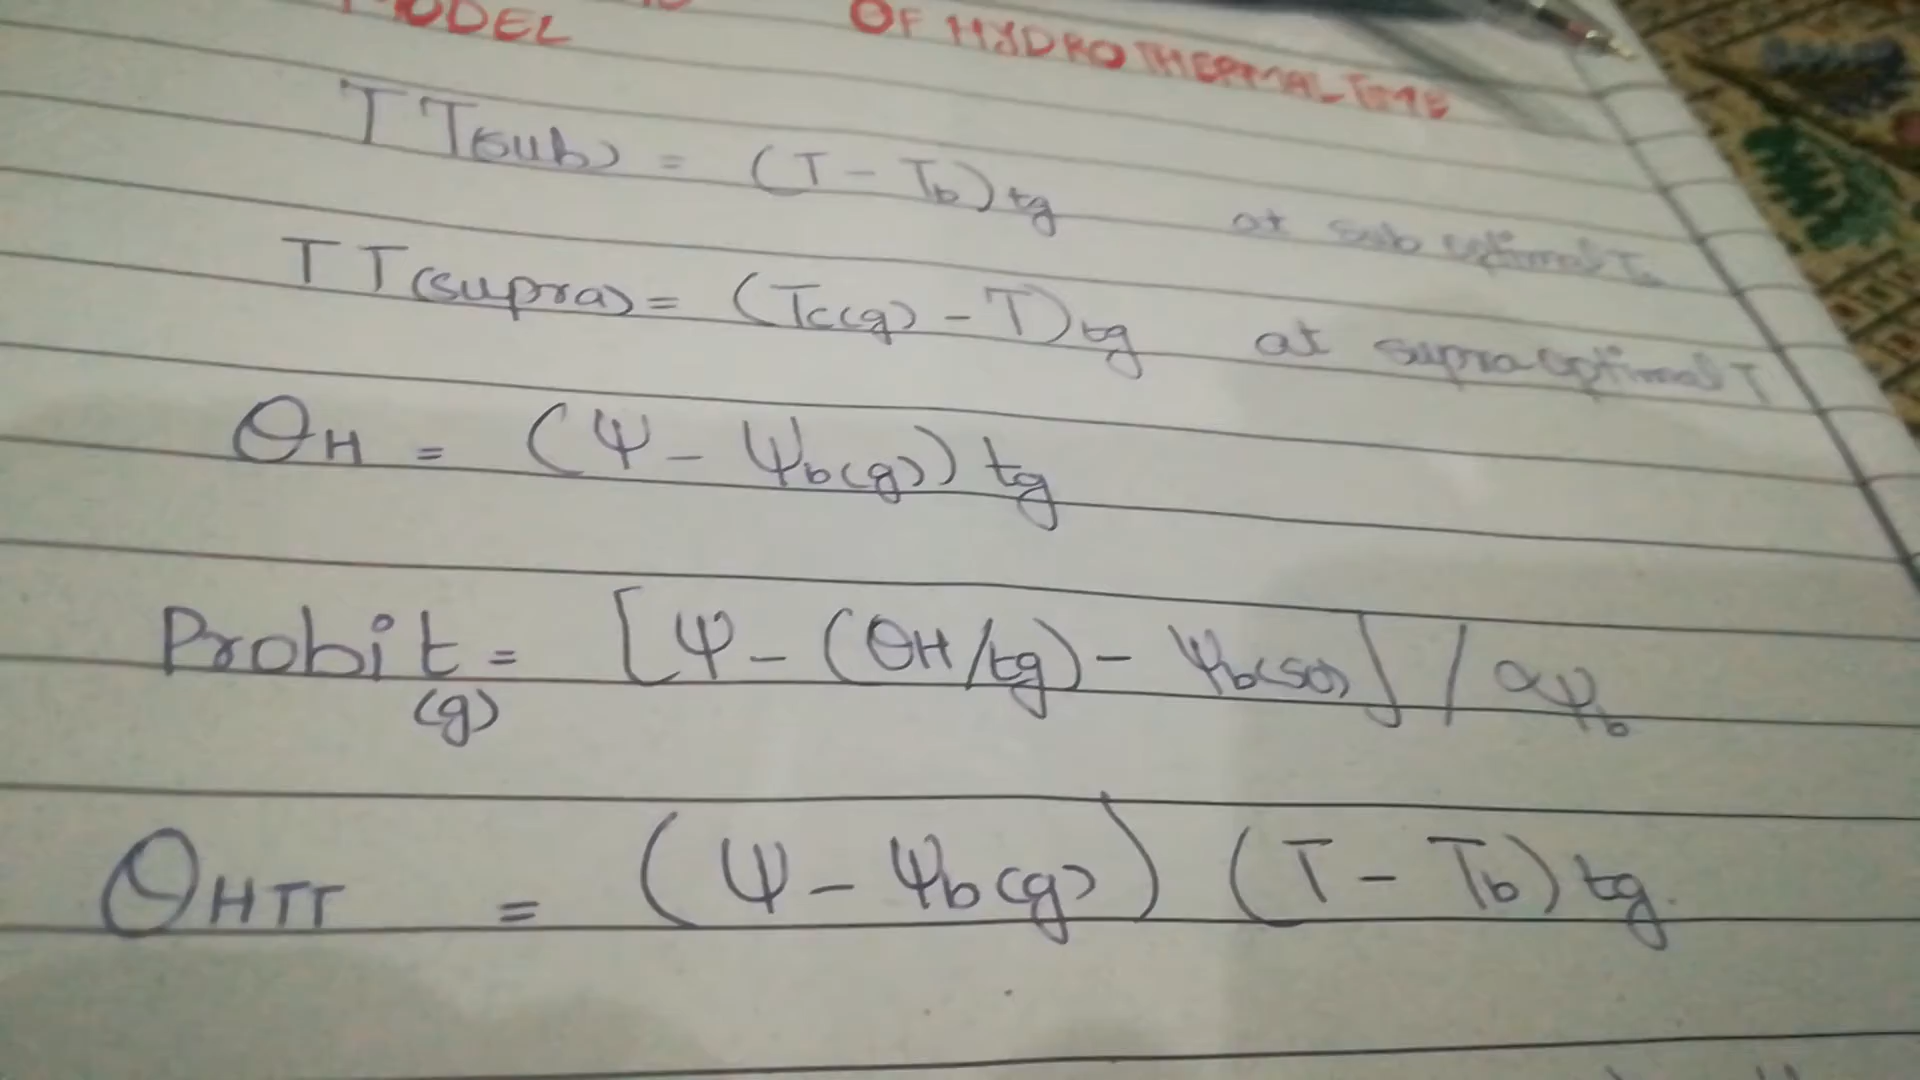 MODEL OF HYDROTHERMAL TIME
TT(sub) = (T - Tb) tg at sub optimal T
TT(supra) = (Tc(g) - T) tg at supra optimal T
θH = (Ψ - Ψb(g)) tg
Probit(g) = [Ψ - (θH/tg) - Ψb(50)] / σΨb
θHTT = (Ψ - Ψb(g)) (T - Tb) tg.